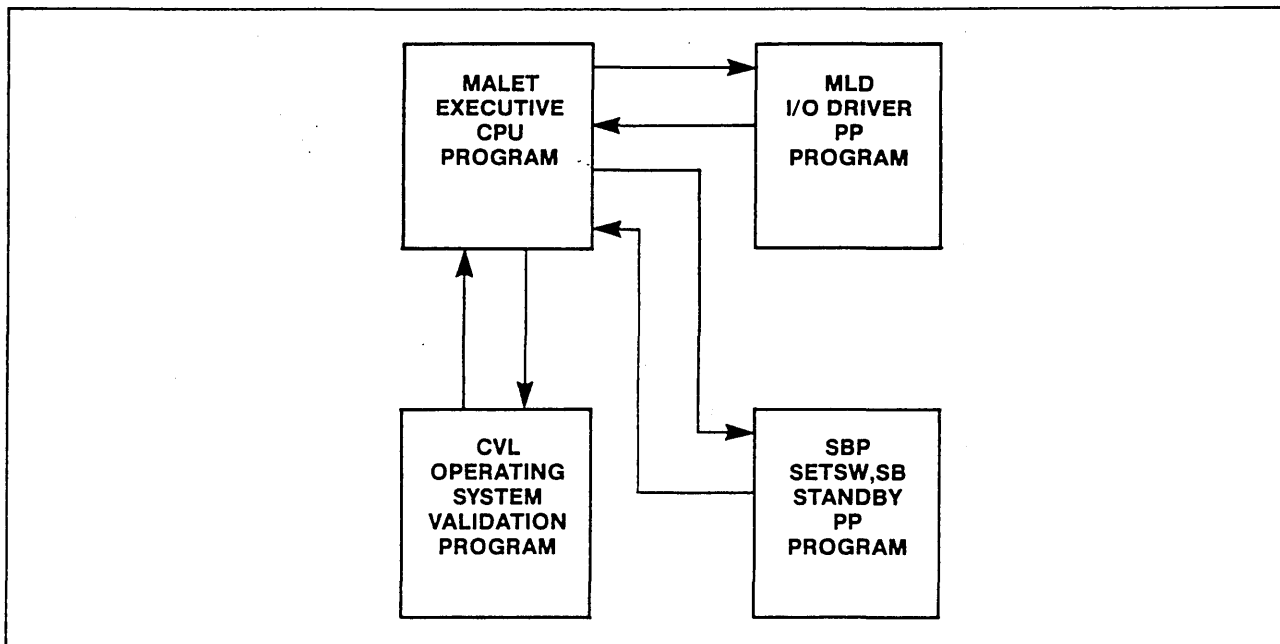 MALET
EXECUTIVE
CPU
PROGRAM
MLD
I/O DRIVER
PP
PROGRAM
CVL
OPERATING
SYSTEM
VALIDATION
PROGRAM
SBP
SETSW,SB
STANDBY
PP
PROGRAM